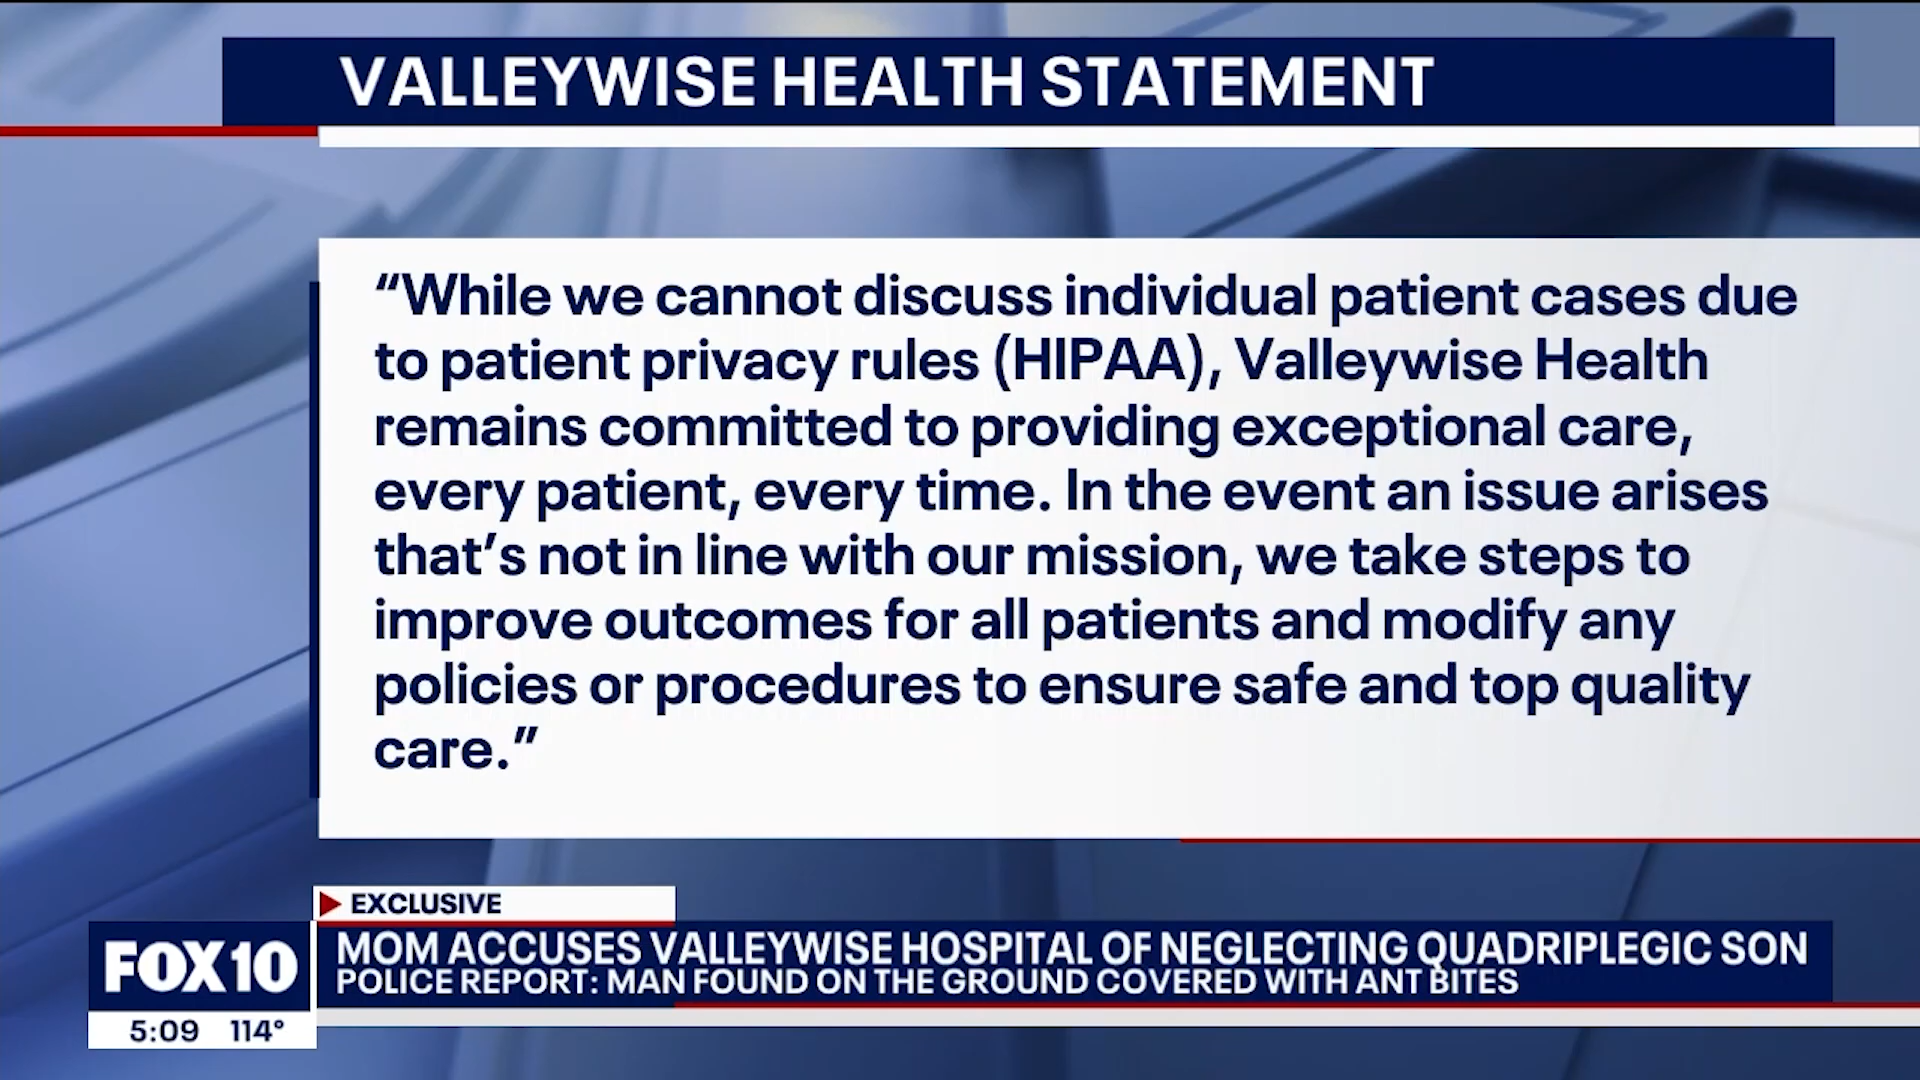 VALLEYWISE HEALTH STATEMENT
“While we cannot discuss individual patient cases due
to patient privacy rules (HIPAA), Valleywise Health
remains committed to providing exceptional care,
every patient, every time. In the event an issue arises
that’s not in line with our mission, we take steps to
improve outcomes for all patients and modify any
policies or procedures to ensure safe and top quality
care.”
EXCLUSIVE
MOM ACCUSES VALLEYWISE HOSPITAL OF NEGLECTING QUADRIPLEGIC SON
POLICE REPORT: MAN FOUND ON THE GROUND COVERED WITH ANT BITES
FOX 10
5:09 114°